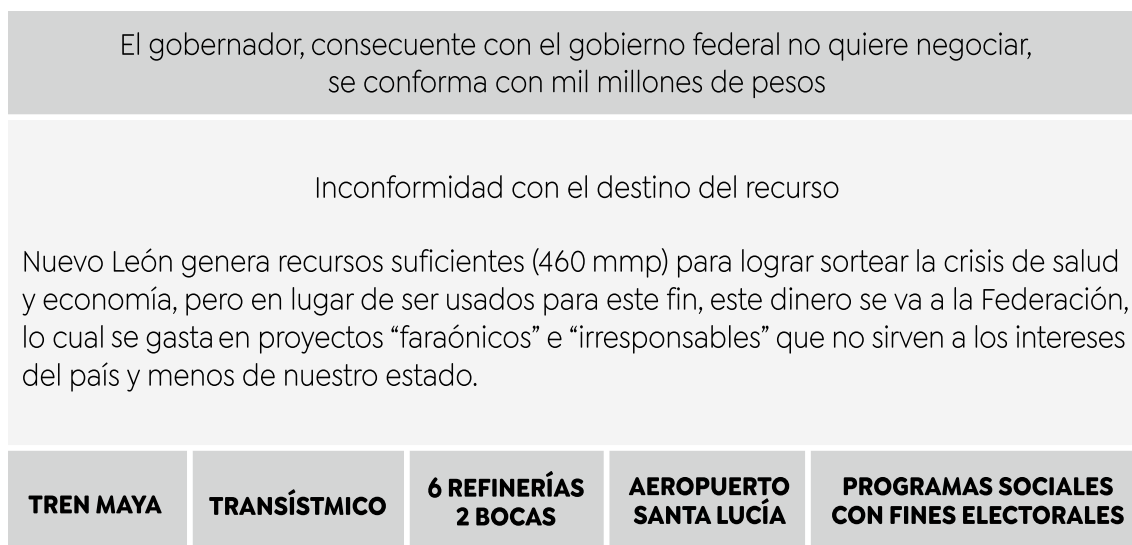 El gobernador, consecuente con el gobierno federal no quiere negociar,
se conforma con mil millones de pesos
Inconformidad con el destino del recurso
Nuevo León genera recursos suficientes (460 mmp) para lograr sortear la crisis de salud
y economía, pero en lugar de ser usados para este fin, este dinero se va a la Federación,
lo cual se gasta en proyectos “faraónicos” e “irresponsables” que no sirven a los intereses
del país y menos de nuestro estado.
TREN MAYA
TRANSÍSTMICO
6 REFINERÍAS
2 BOCAS
AEROPUERTO
SANTA LUCÍA
PROGRAMAS SOCIALES
CON FINES ELECTORALES